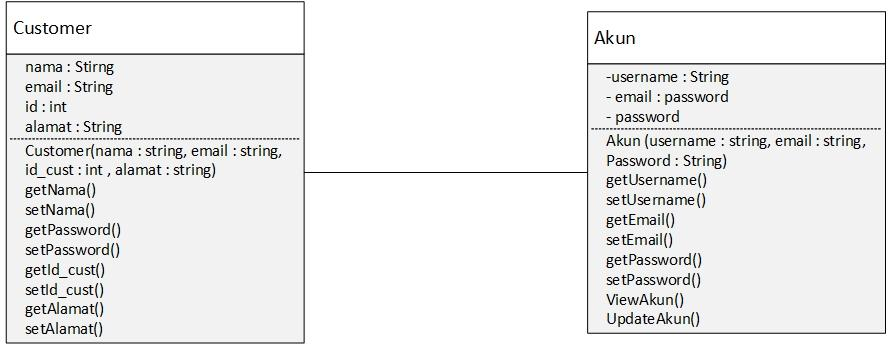 Customer
nama : Stirng
email : String
id : int
alamat : String
Customer(nama : string, email : string,
id_cust : int , alamat : string)
getNama()
setNama()
getPassword()
setPassword()
getId_cust()
setId_cust()
getAlamat()
setAlamat()
Akun
-username : String
- email : password
- password
Akun (username : string, email : string,
Password : String)
getUsername()
setUsername()
getEmail()
setEmail()
getPassword()
setPassword()
ViewAkun()
UpdateAkun()